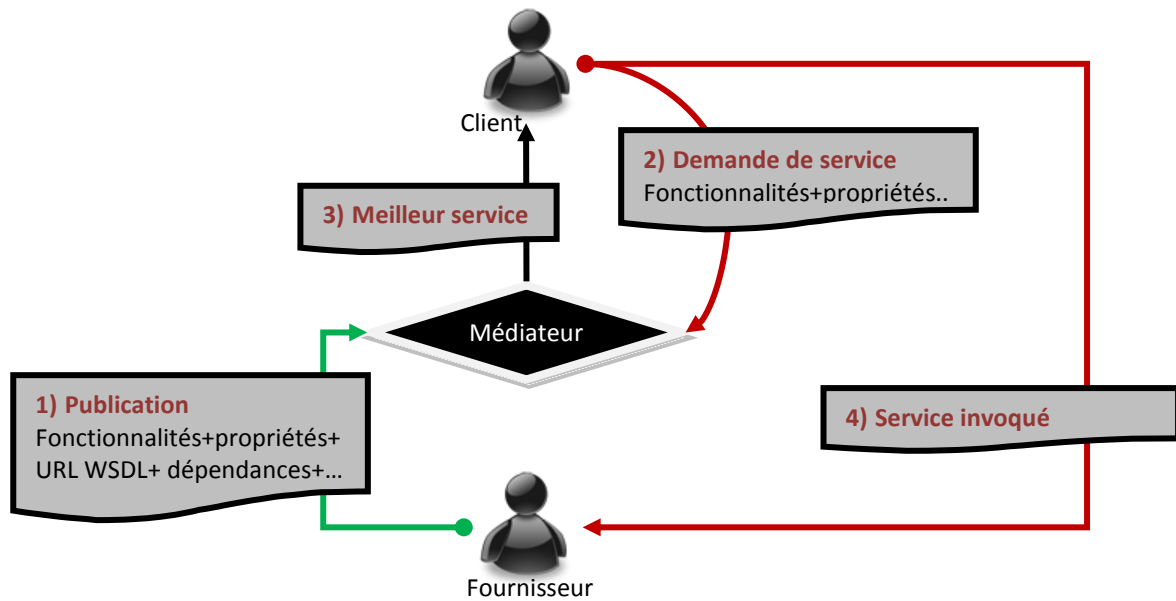 Client
2) Demande de service
Fonctionnalités+propriétés..
3) Meilleur service
Médiateur
1) Publication
Fonctionnalités+propriétés+
URL WSDL+ dépendances+...
4) Service invoqué
Fournisseur